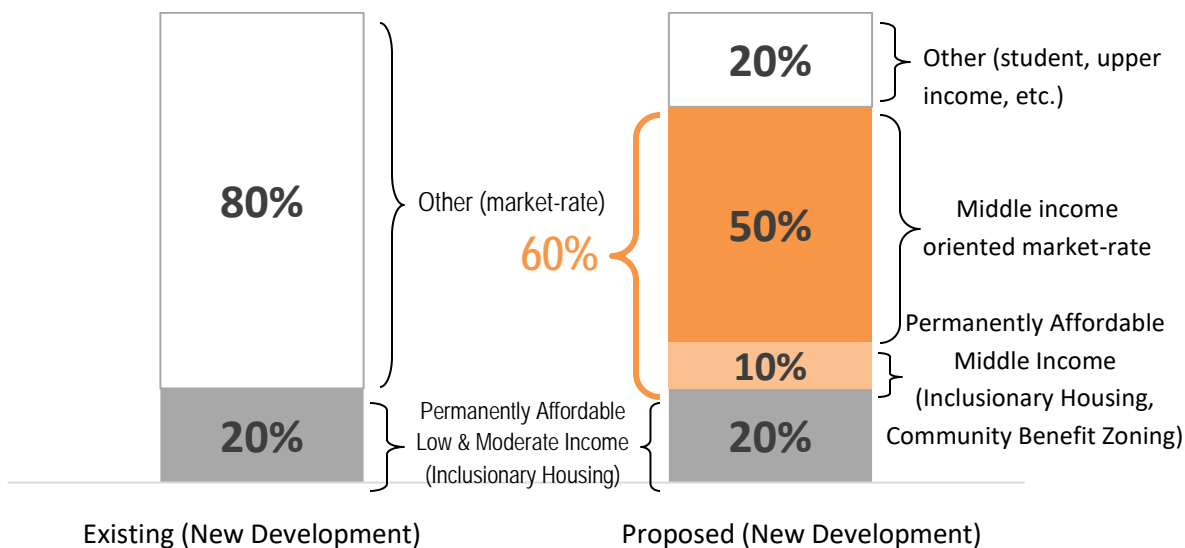 80%
20%
Existing (New Development)
Other (market-rate)
Permanently Affordable
Low & Moderate Income
(Inclusionary Housing)
60%
20%
50%
10%
20%
Proposed (New Development)
Other (student, upper
income, etc.)
Middle income
oriented market-rate
Permanently Affordable
Middle Income
(Inclusionary Housing,
Community Benefit Zoning)